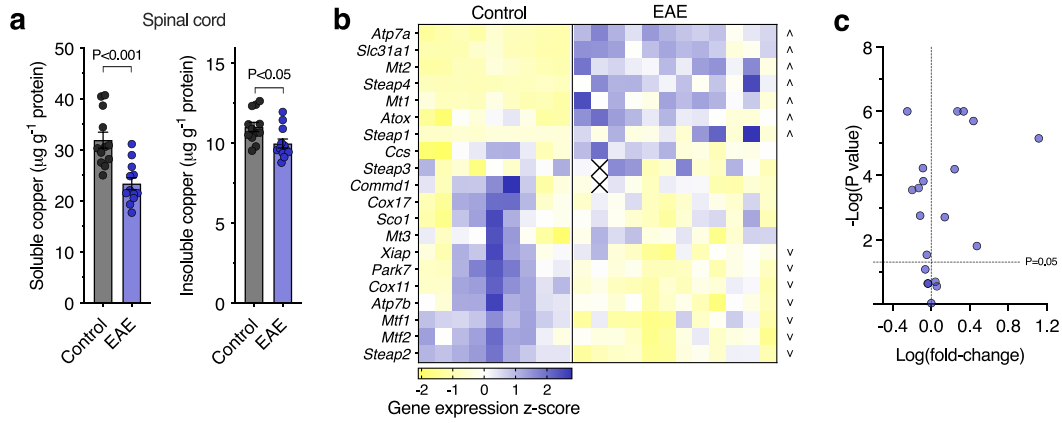 a
Spinal cord
Soluble copper (μg g-1 protein)
50
40
30
20
10
0
P<0.001
Control
EAE
Insoluble copper (μg g-1 protein)
15
10
5
0
P<0.05
Control
EAE
b
Control
EAE
Atp7a ^
Slc31a1 ^
Mt2 ^
Steap4 ^
Mt1 ^
Atox ^
Steap1 ^
Ccs
Steap3
Commd1
Cox17
Sco1
Mt3
Xiap v
Park7 v
Cox11 v
Atp7b v
Mtf1 v
Mtf2 v
Steap2 v
-2 -1 0 1 2
Gene expression z-score
c
-Log(P value)
8
6
4
2
0
P=0.05
-0.4 0.0 0.4 0.8 1.2
Log(fold-change)